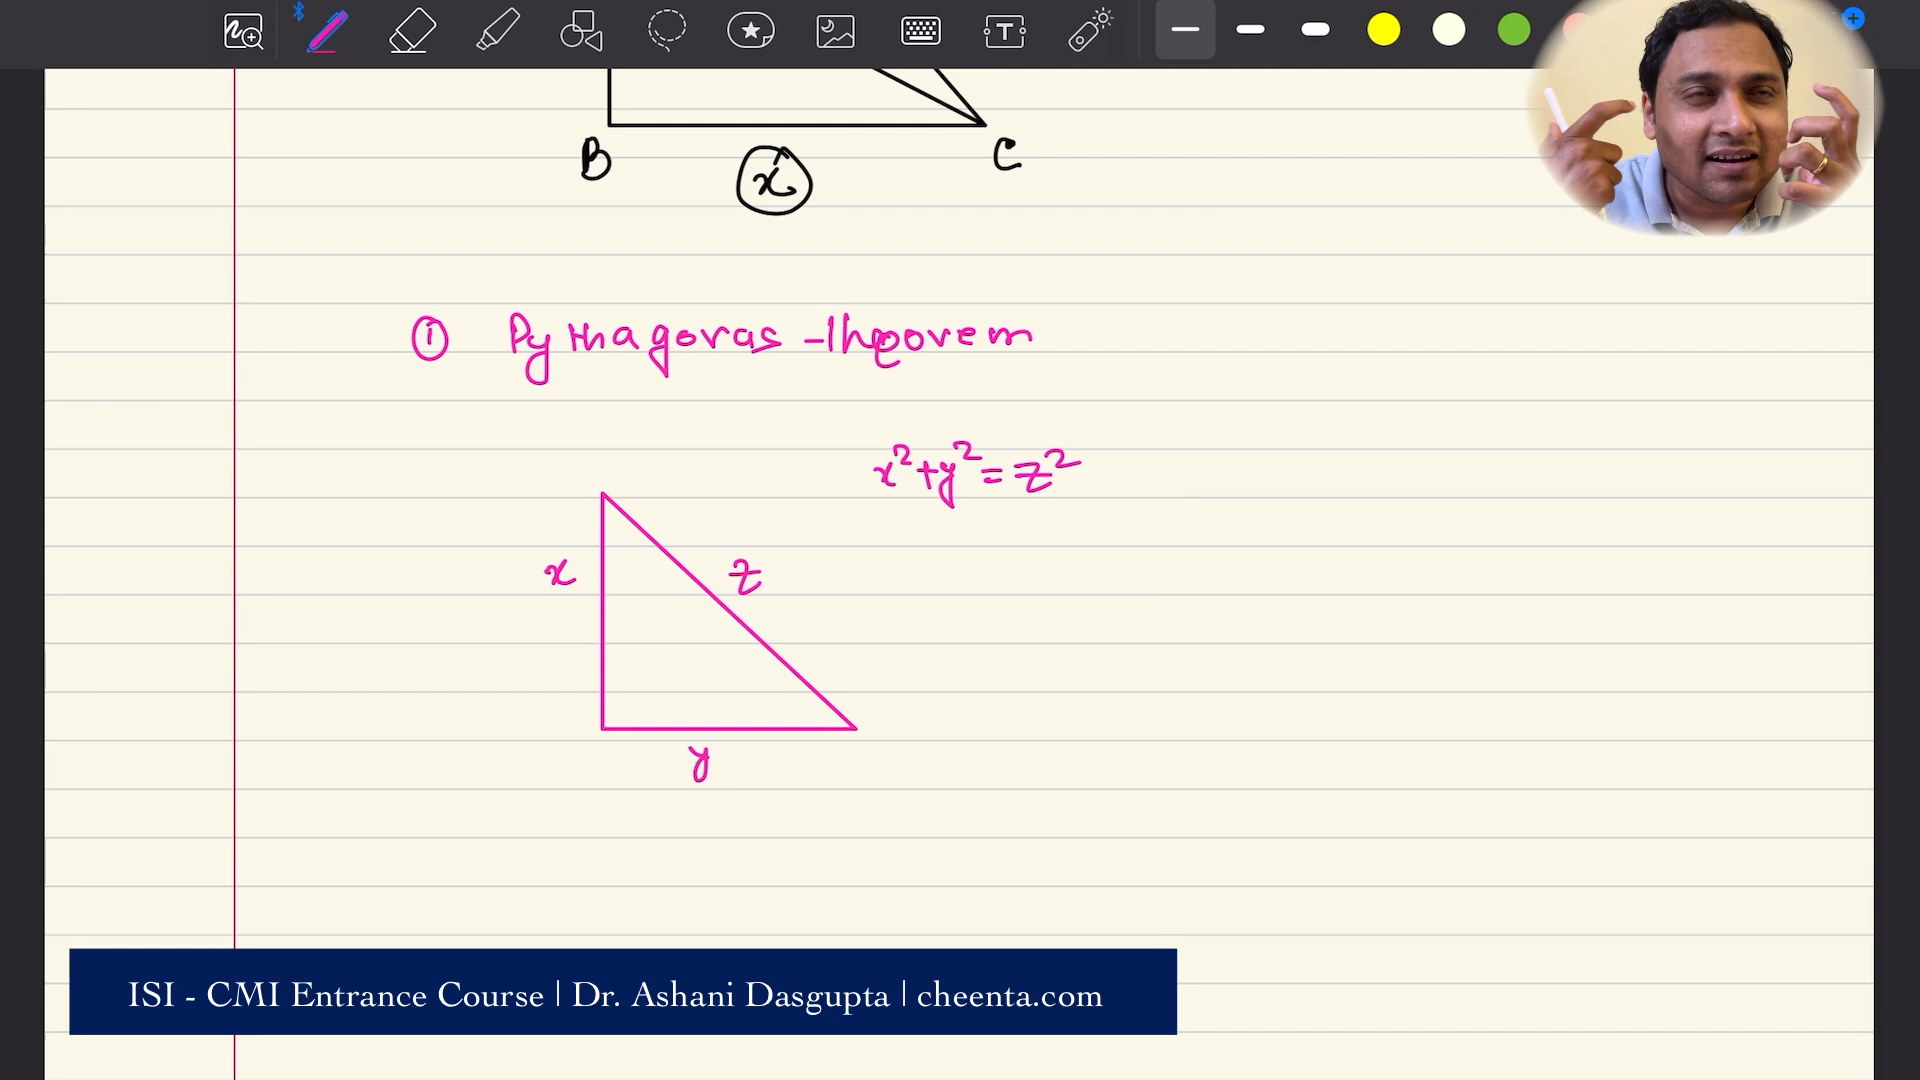 T
B
x
C
① Pythagoras theorem
x²+y²=z²
x
z
y
ISI - CMI Entrance Course | Dr. Ashani Dasgupta | cheenta.com